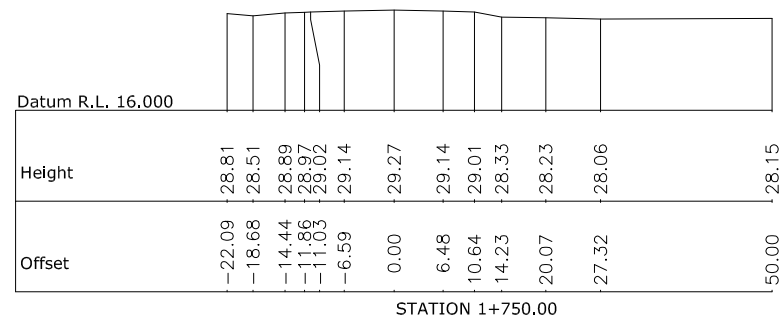 Datum R.L. 16.000
Height 28.81 28.51 28.89 28.97 29.02 29.14 29.27 29.14 29.01 28.33 28.23 28.06 28.15
Offset -22.09 -18.68 -14.44 -11.86 -11.03 -6.59 0.00 6.48 10.64 14.23 20.07 27.32 50.00
STATION 1+750.00